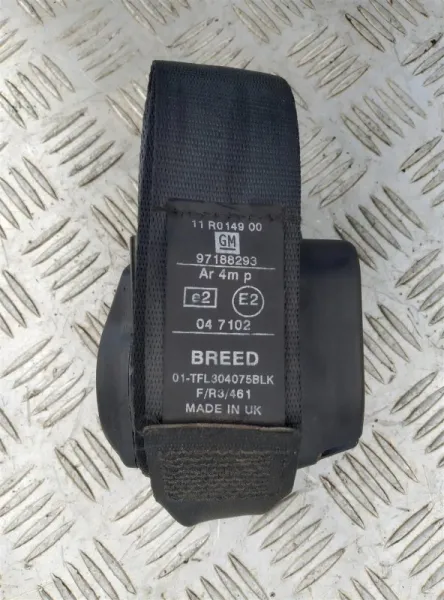 11 R0149 00
GM
97188293
Ar 4m p
e2 E2
04 7102
BREED
01-TFL304075BLK
F/R3/461
MADE IN UK